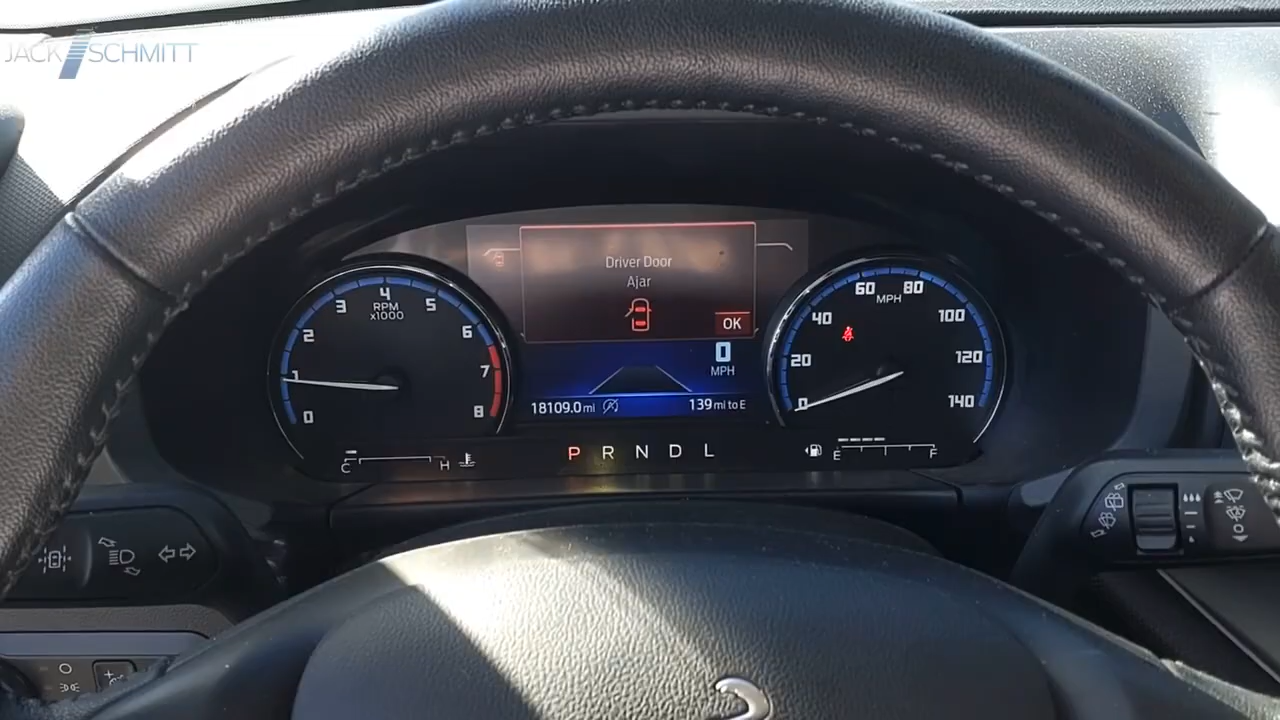 JACK SCHMITT
Driver Door
Ajar
OK
0
MPH
18109.0 mi
139 mi to E
0
1
2
3
4
5
6
7
8
RPM
x1000
0
20
40
60
80
100
120
140
MPH
C H
P R N D L
E F